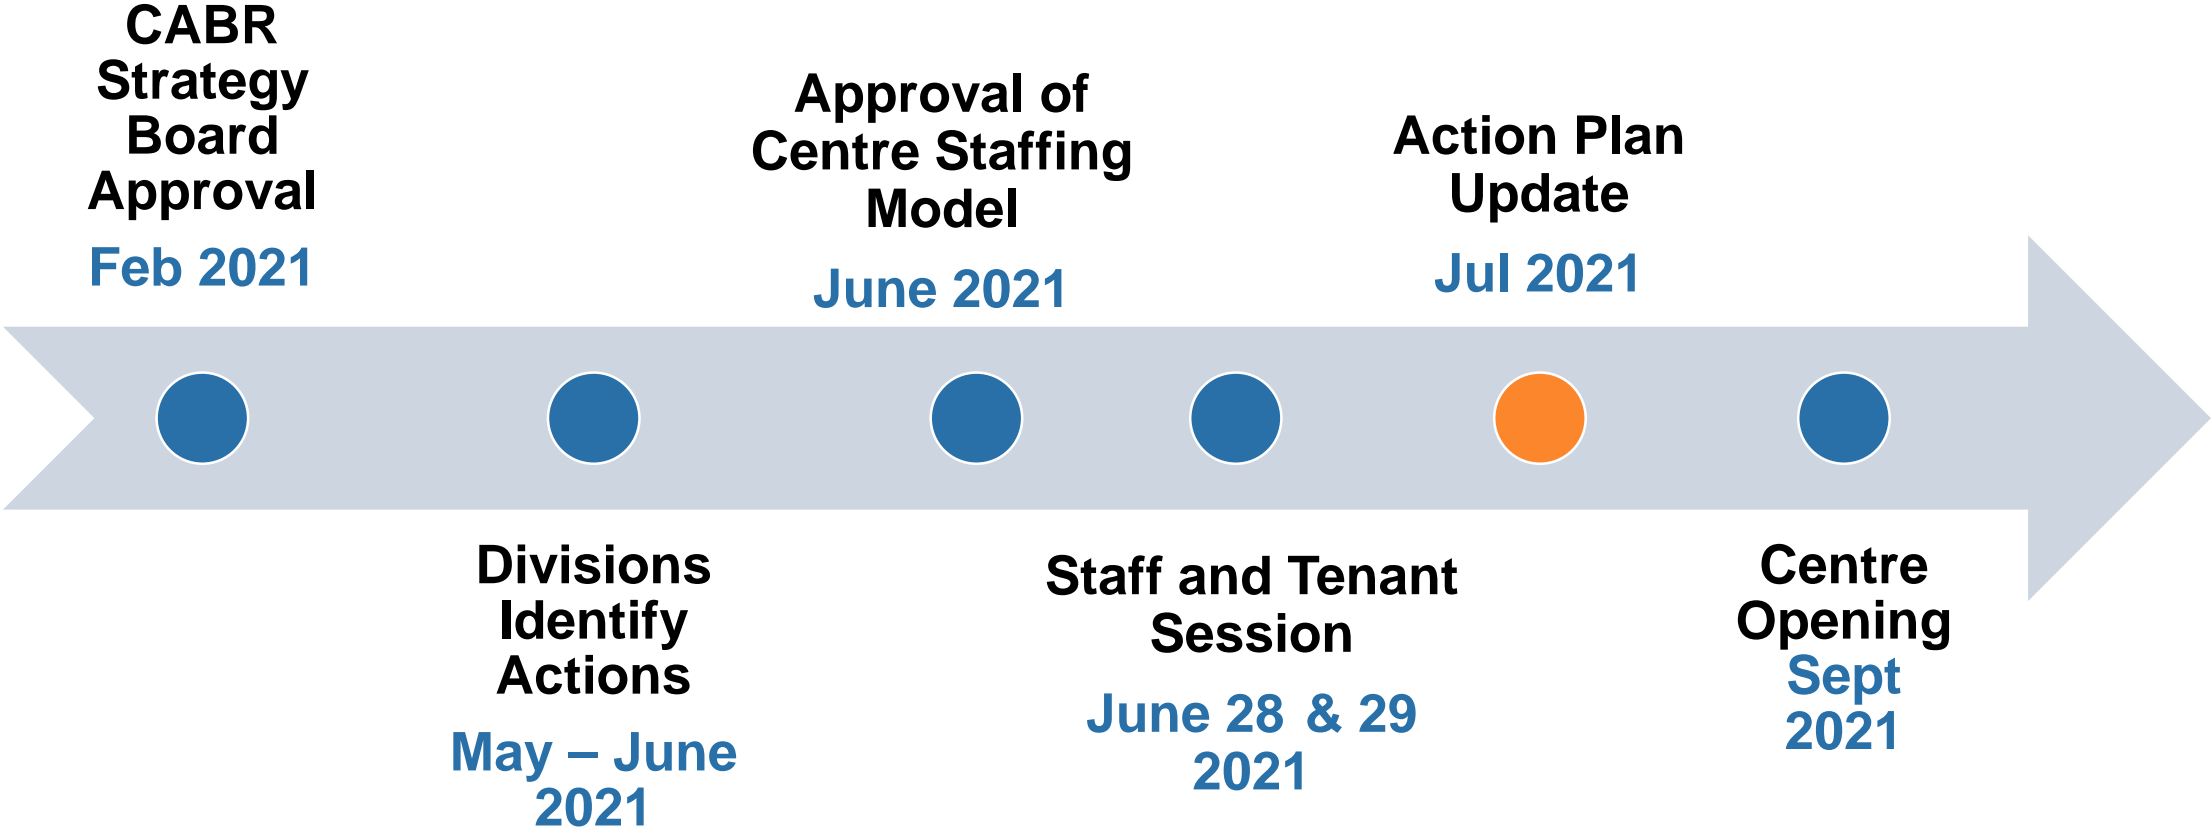 CABR
Strategy
Board
Approval
Feb 2021
Divisions
Identify
Actions
May – June
2021
Approval of
Centre Staffing
Model
June 2021
Staff and Tenant
Session
June 28 & 29
2021
Action Plan
Update
Jul 2021
Centre
Opening
Sept
2021